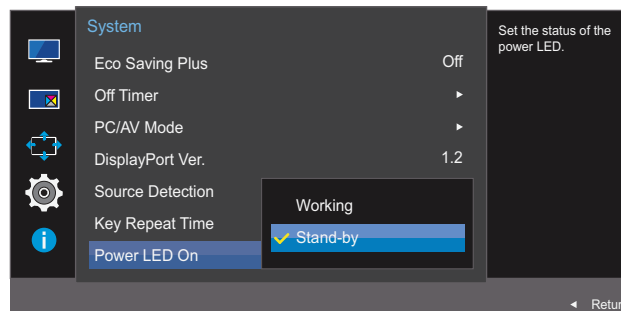 System
Eco Saving Plus Off
Off Timer ►
PC/AV Mode ►
DisplayPort Ver. 1.2
Source Detection
Key Repeat Time
Power LED On
Working
Stand-by
Set the status of the
power LED.
◄ Retur